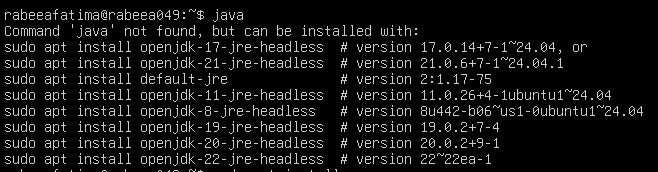 rabeeafatima@rabeea049:~$ java
Command 'java' not found, but can be installed with:
sudo apt install openjdk-17-jre-headless  # version 17.0.14+7-1~24.04, or
sudo apt install openjdk-21-jre-headless  # version 21.0.6+7-1~24.04.1
sudo apt install default-jre              # version 2:1.17-75
sudo apt install openjdk-11-jre-headless  # version 11.0.26+4-1ubuntu1~24.04
sudo apt install openjdk-8-jre-headless   # version 8u442-b06~us1-0ubuntu1~24.04
sudo apt install openjdk-19-jre-headless  # version 19.0.2+7-4
sudo apt install openjdk-20-jre-headless  # version 20.0.2+9-1
sudo apt install openjdk-22-jre-headless  # version 22~22ea-1